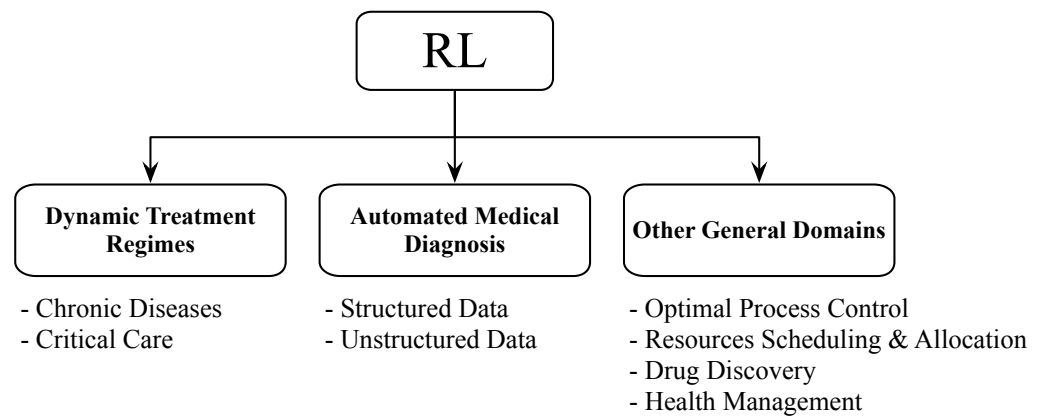 RL
Dynamic Treatment
Regimes
Automated Medical
Diagnosis
Other General Domains
- Chronic Diseases
- Critical Care
- Structured Data
- Unstructured Data
- Optimal Process Control
- Resources Scheduling & Allocation
- Drug Discovery
- Health Management